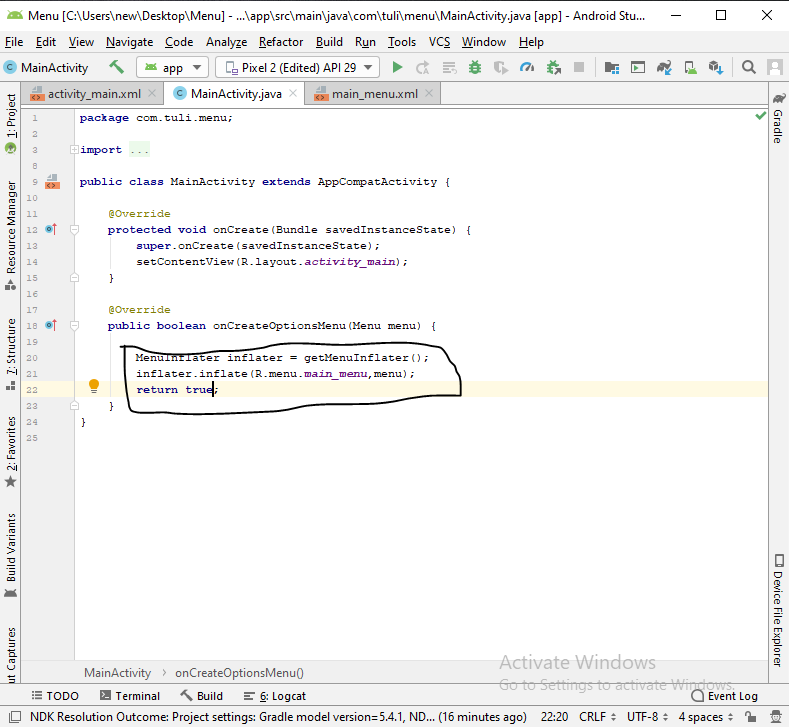 Menu [C:\Users\new\Desktop\Menu] - ...\app\src\main\java\com\tuli\menu\MainActivity.java [app] - Android Stu...
File Edit View Navigate Code Analyze Refactor Build Run Tools VCS Window Help
MainActivity app Pixel 2 (Edited) API 29
activity_main.xml MainActivity.java main_menu.xml
1 package com.tuli.menu;
2
3 import ...
8
9 public class MainActivity extends AppCompatActivity {
10
11 @Override
12 protected void onCreate(Bundle savedInstanceState) {
13 super.onCreate(savedInstanceState);
14 setContentView(R.layout.activity_main);
15 }
16
17 @Override
18 public boolean onCreateOptionsMenu(Menu menu) {
19
20 MenuInflater inflater = getMenuInflater();
21 inflater.inflate(R.menu.main_menu,menu);
22 return true;
23 }
24 }
25
1: Project
Resource Manager
Z: Structure
2: Favorites
Build Variants
ut Captures
Gradle
Device File Explorer
MainActivity › onCreateOptionsMenu()
Activate Windows
Go to Settings to activate Windows.
TODO Terminal Build 6: Logcat Event Log
NDK Resolution Outcome: Project settings: Gradle model version=5.4.1, ND... (16 minutes ago) 22:20 CRLF UTF-8 4 spaces